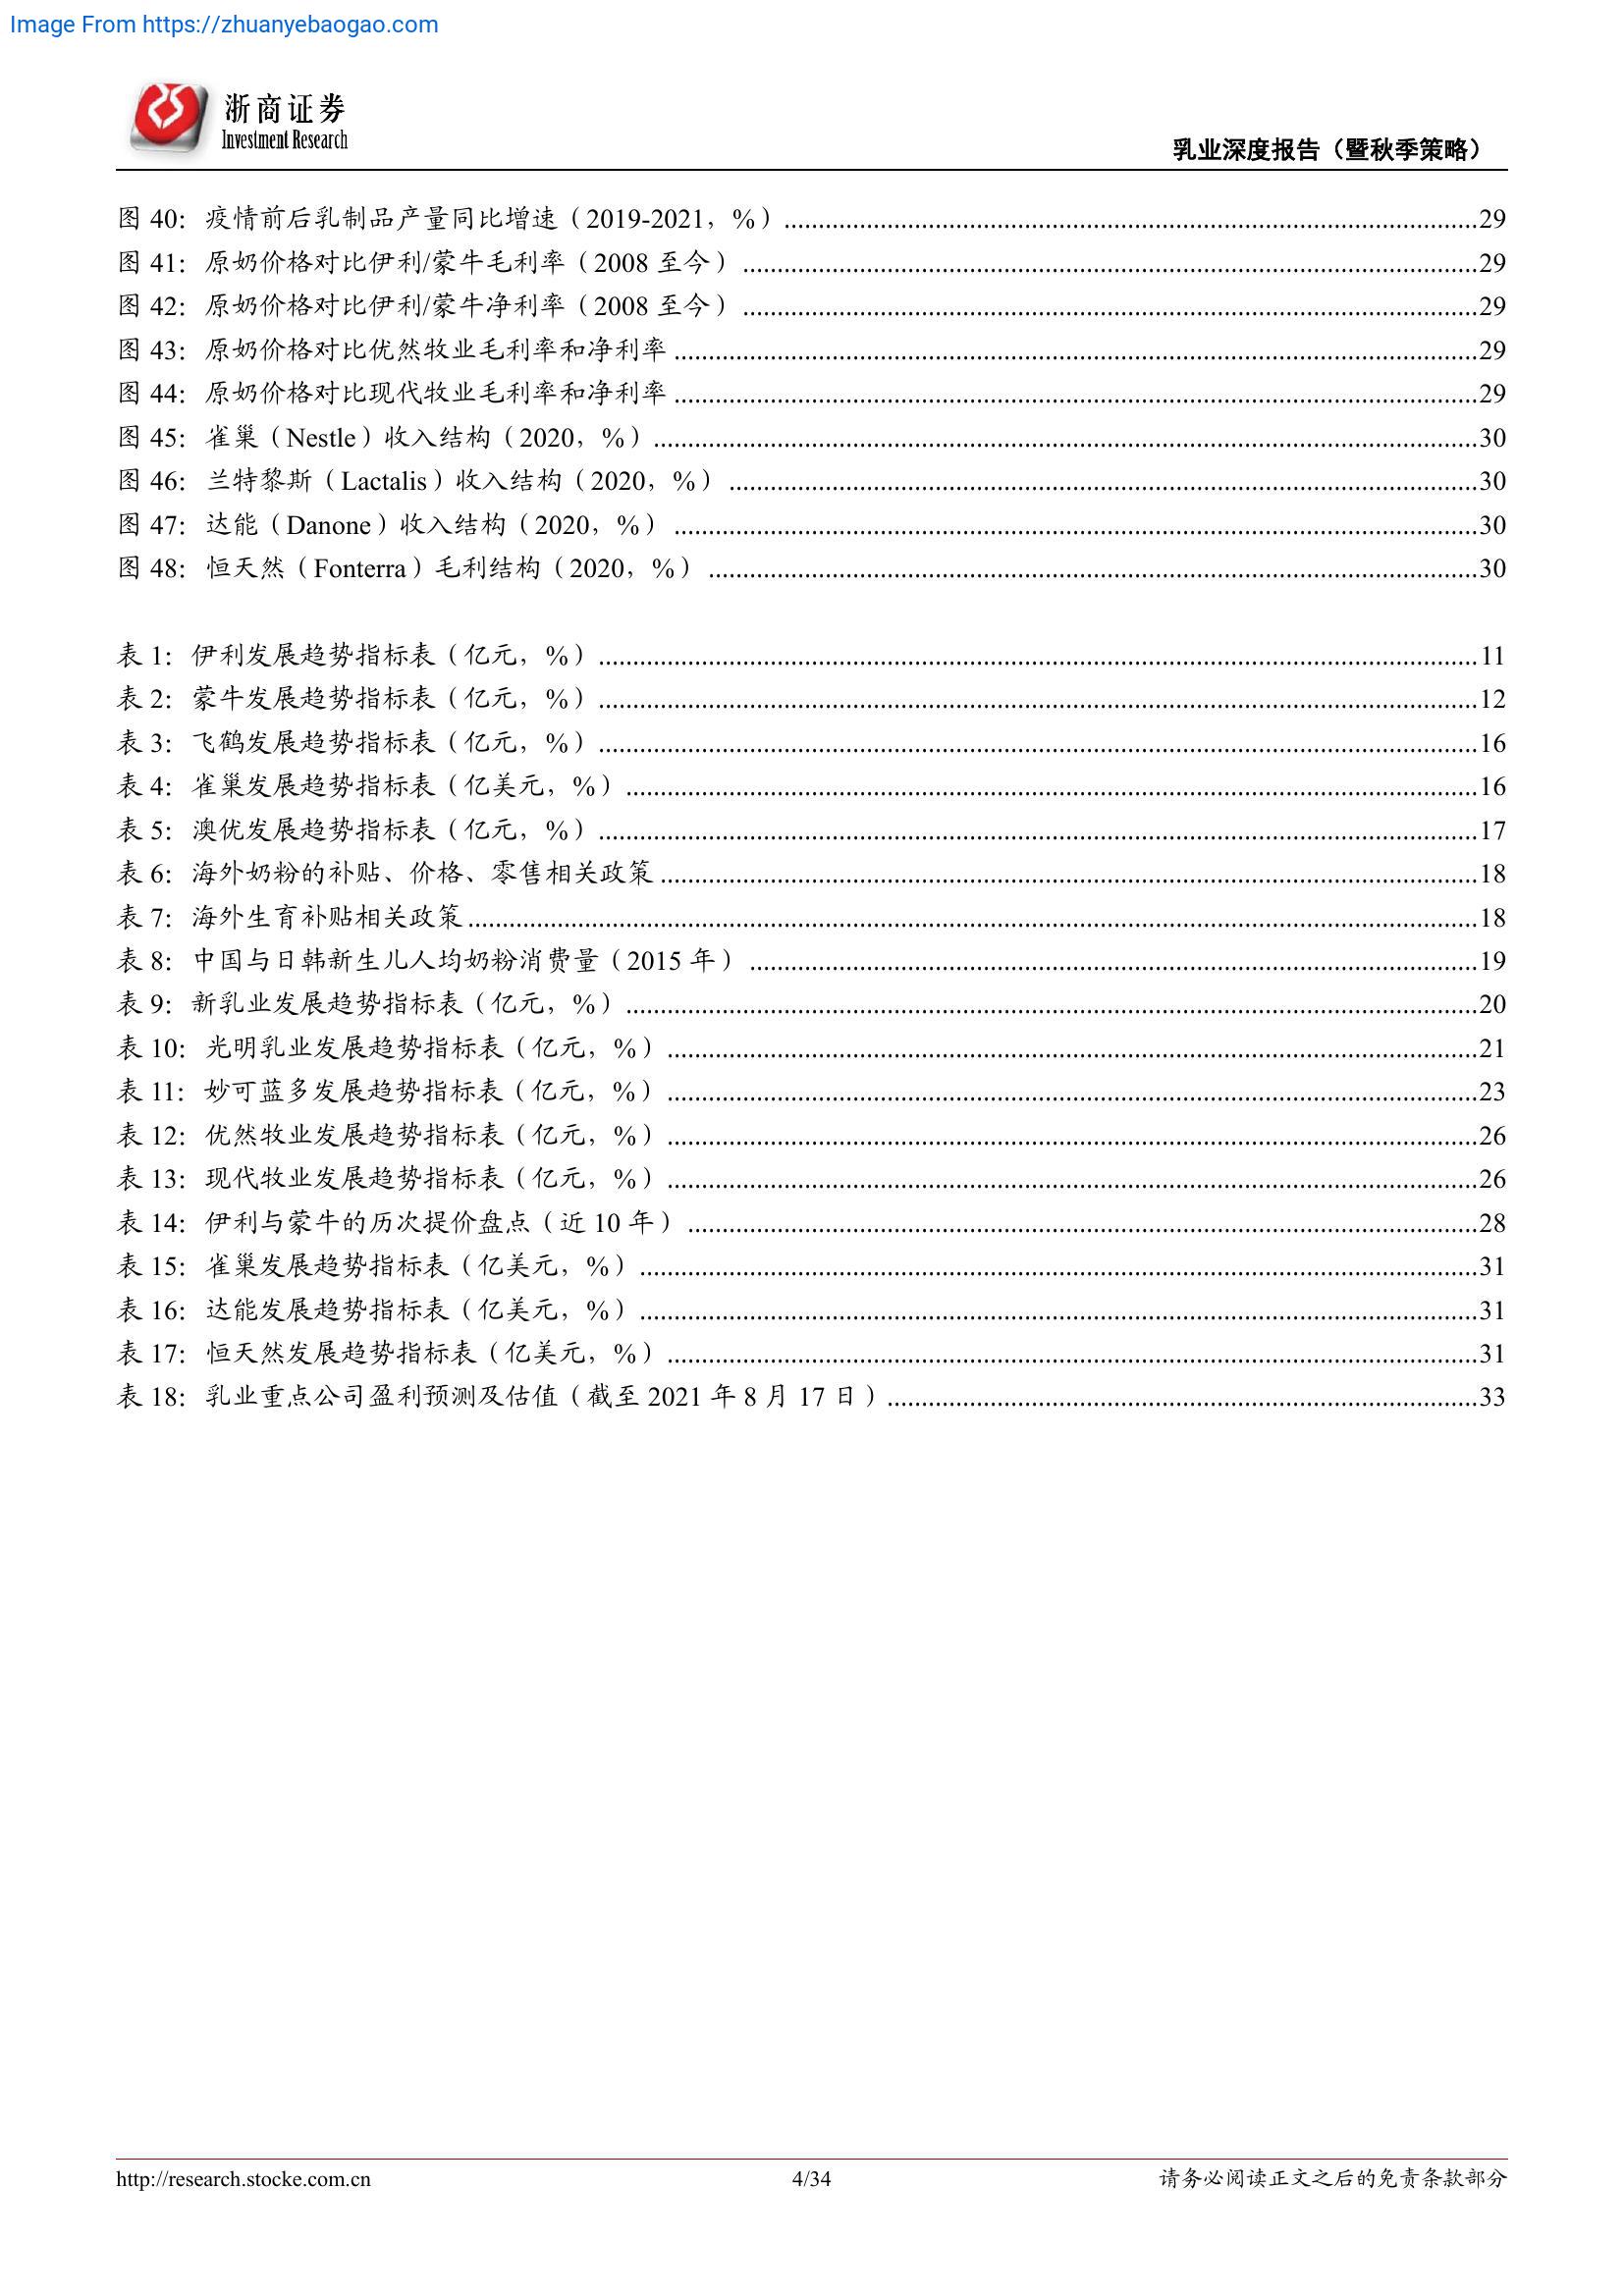 Image From https://zhuanyebaogao.com
浙商证券
Investment Research
乳业深度报告（暨秋季策略）
图 40：疫情前后乳制品产量同比增速（2019-2021，%）29
图 41：原奶价格对比伊利/蒙牛毛利率（2008 至今）29
图 42：原奶价格对比伊利/蒙牛净利率（2008 至今）29
图 43：原奶价格对比优然牧业毛利率和净利率29
图 44：原奶价格对比现代牧业毛利率和净利率29
图 45：雀巢（Nestle）收入结构（2020，%）30
图 46：兰特黎斯（Lactalis）收入结构（2020，%）30
图 47：达能（Danone）收入结构（2020，%）30
图 48：恒天然（Fonterra）毛利结构（2020，%）30
表 1：伊利发展趋势指标表（亿元，%）11
表 2：蒙牛发展趋势指标表（亿元，%）12
表 3：飞鹤发展趋势指标表（亿元，%）16
表 4：雀巢发展趋势指标表（亿美元，%）16
表 5：澳优发展趋势指标表（亿元，%）17
表 6：海外奶粉的补贴、价格、零售相关政策18
表 7：海外生育补贴相关政策18
表 8：中国与日韩新生儿人均奶粉消费量（2015 年）19
表 9：新乳业发展趋势指标表（亿元，%）20
表 10：光明乳业发展趋势指标表（亿元，%）21
表 11：妙可蓝多发展趋势指标表（亿元，%）23
表 12：优然牧业发展趋势指标表（亿元，%）26
表 13：现代牧业发展趋势指标表（亿元，%）26
表 14：伊利与蒙牛的历次提价盘点（近 10 年）28
表 15：雀巢发展趋势指标表（亿美元，%）31
表 16：达能发展趋势指标表（亿美元，%）31
表 17：恒天然发展趋势指标表（亿美元，%）31
表 18：乳业重点公司盈利预测及估值（截至 2021 年 8 月 17 日）33
http://research.stocke.com.cn
4/34
请务必阅读正文之后的免责条款部分